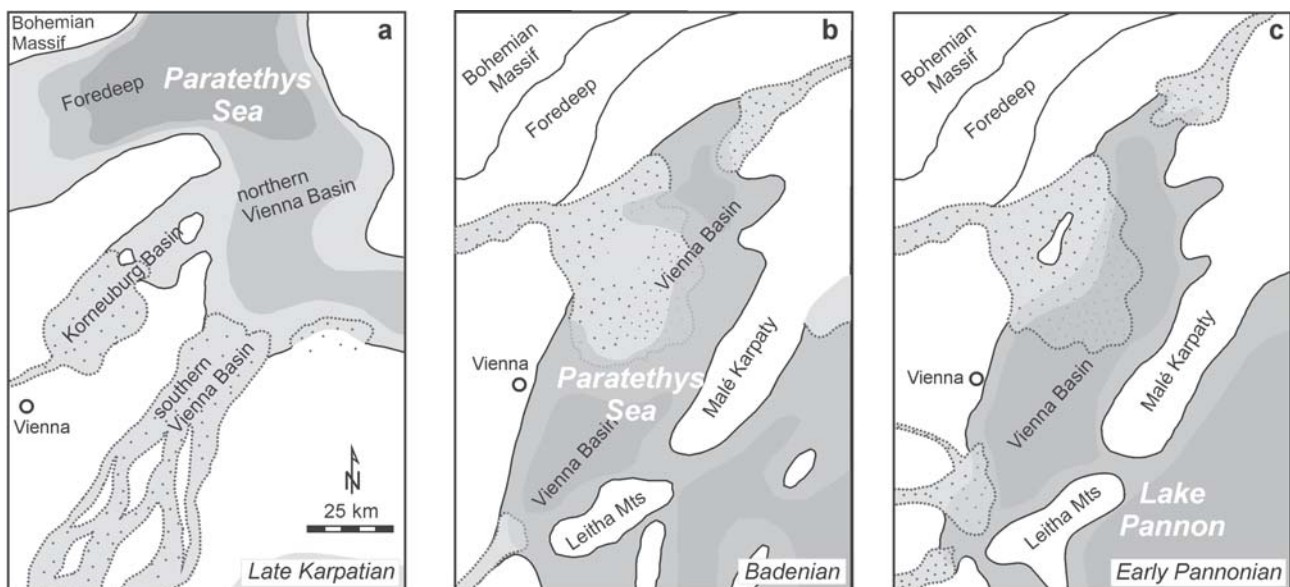 Bohemian
Massif
a
Foredeep
Paratethys
Sea
northern
Vienna Basin
Korneuburg Basin
southern
Vienna Basin
Vienna
N
25 km
Late Karpatian
b
Bohemian
Massif
Foredeep
Vienna Basin
Vienna
Paratethys
Sea
Malé Karpaty
Vienna Basin
Leitha Mts
Badenian
c
Bohemian
Massif
Foredeep
Vienna
Vienna Basin
Malé Karpaty
Leitha Mts
Lake
Pannon
Early Pannonian